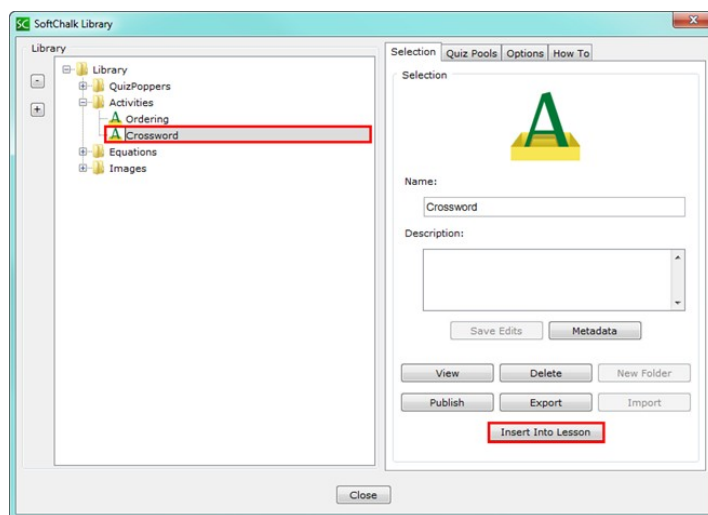 SC SoftChalk Library
x
Library
-
+
Library
QuizPoppers
Activities
A Ordering
A Crossword
Equations
Images
Selection Quiz Pools Options How To
Selection
A
Name:
Crossword
Description:
Save Edits Metadata
View Delete New Folder
Publish Export Import
Insert Into Lesson
Close